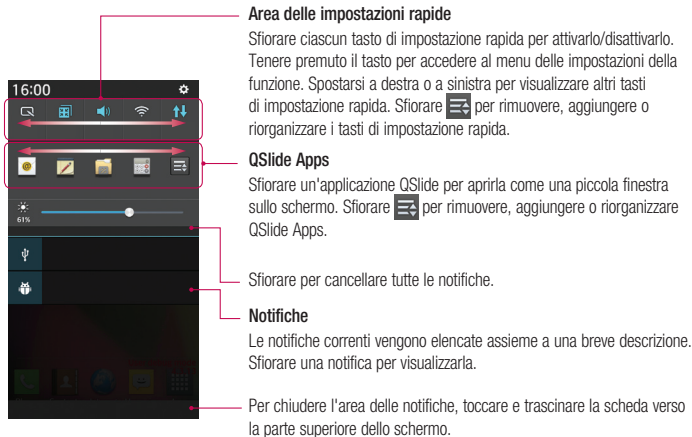 Area delle impostazioni rapide
Sfiorare ciascun tasto di impostazione rapida per attivarlo/disattivarlo.
Tenere premuto il tasto per accedere al menu delle impostazioni della
funzione. Spostarsi a destra o a sinistra per visualizzare altri tasti
di impostazione rapida. Sfiorare per rimuovere, aggiungere o
riorganizzare i tasti di impostazione rapida.
16:00
QSlide Apps
Sfiorare un'applicazione QSlide per aprirla come una piccola finestra
sullo schermo. Sfiorare per rimuovere, aggiungere o riorganizzare
QSlide Apps.
61%
Sfiorare per cancellare tutte le notifiche.
Notifiche
Le notifiche correnti vengono elencate assieme a una breve descrizione.
Sfiorare una notifica per visualizzarla.
Per chiudere l'area delle notifiche, toccare e trascinare la scheda verso
la parte superiore dello schermo.